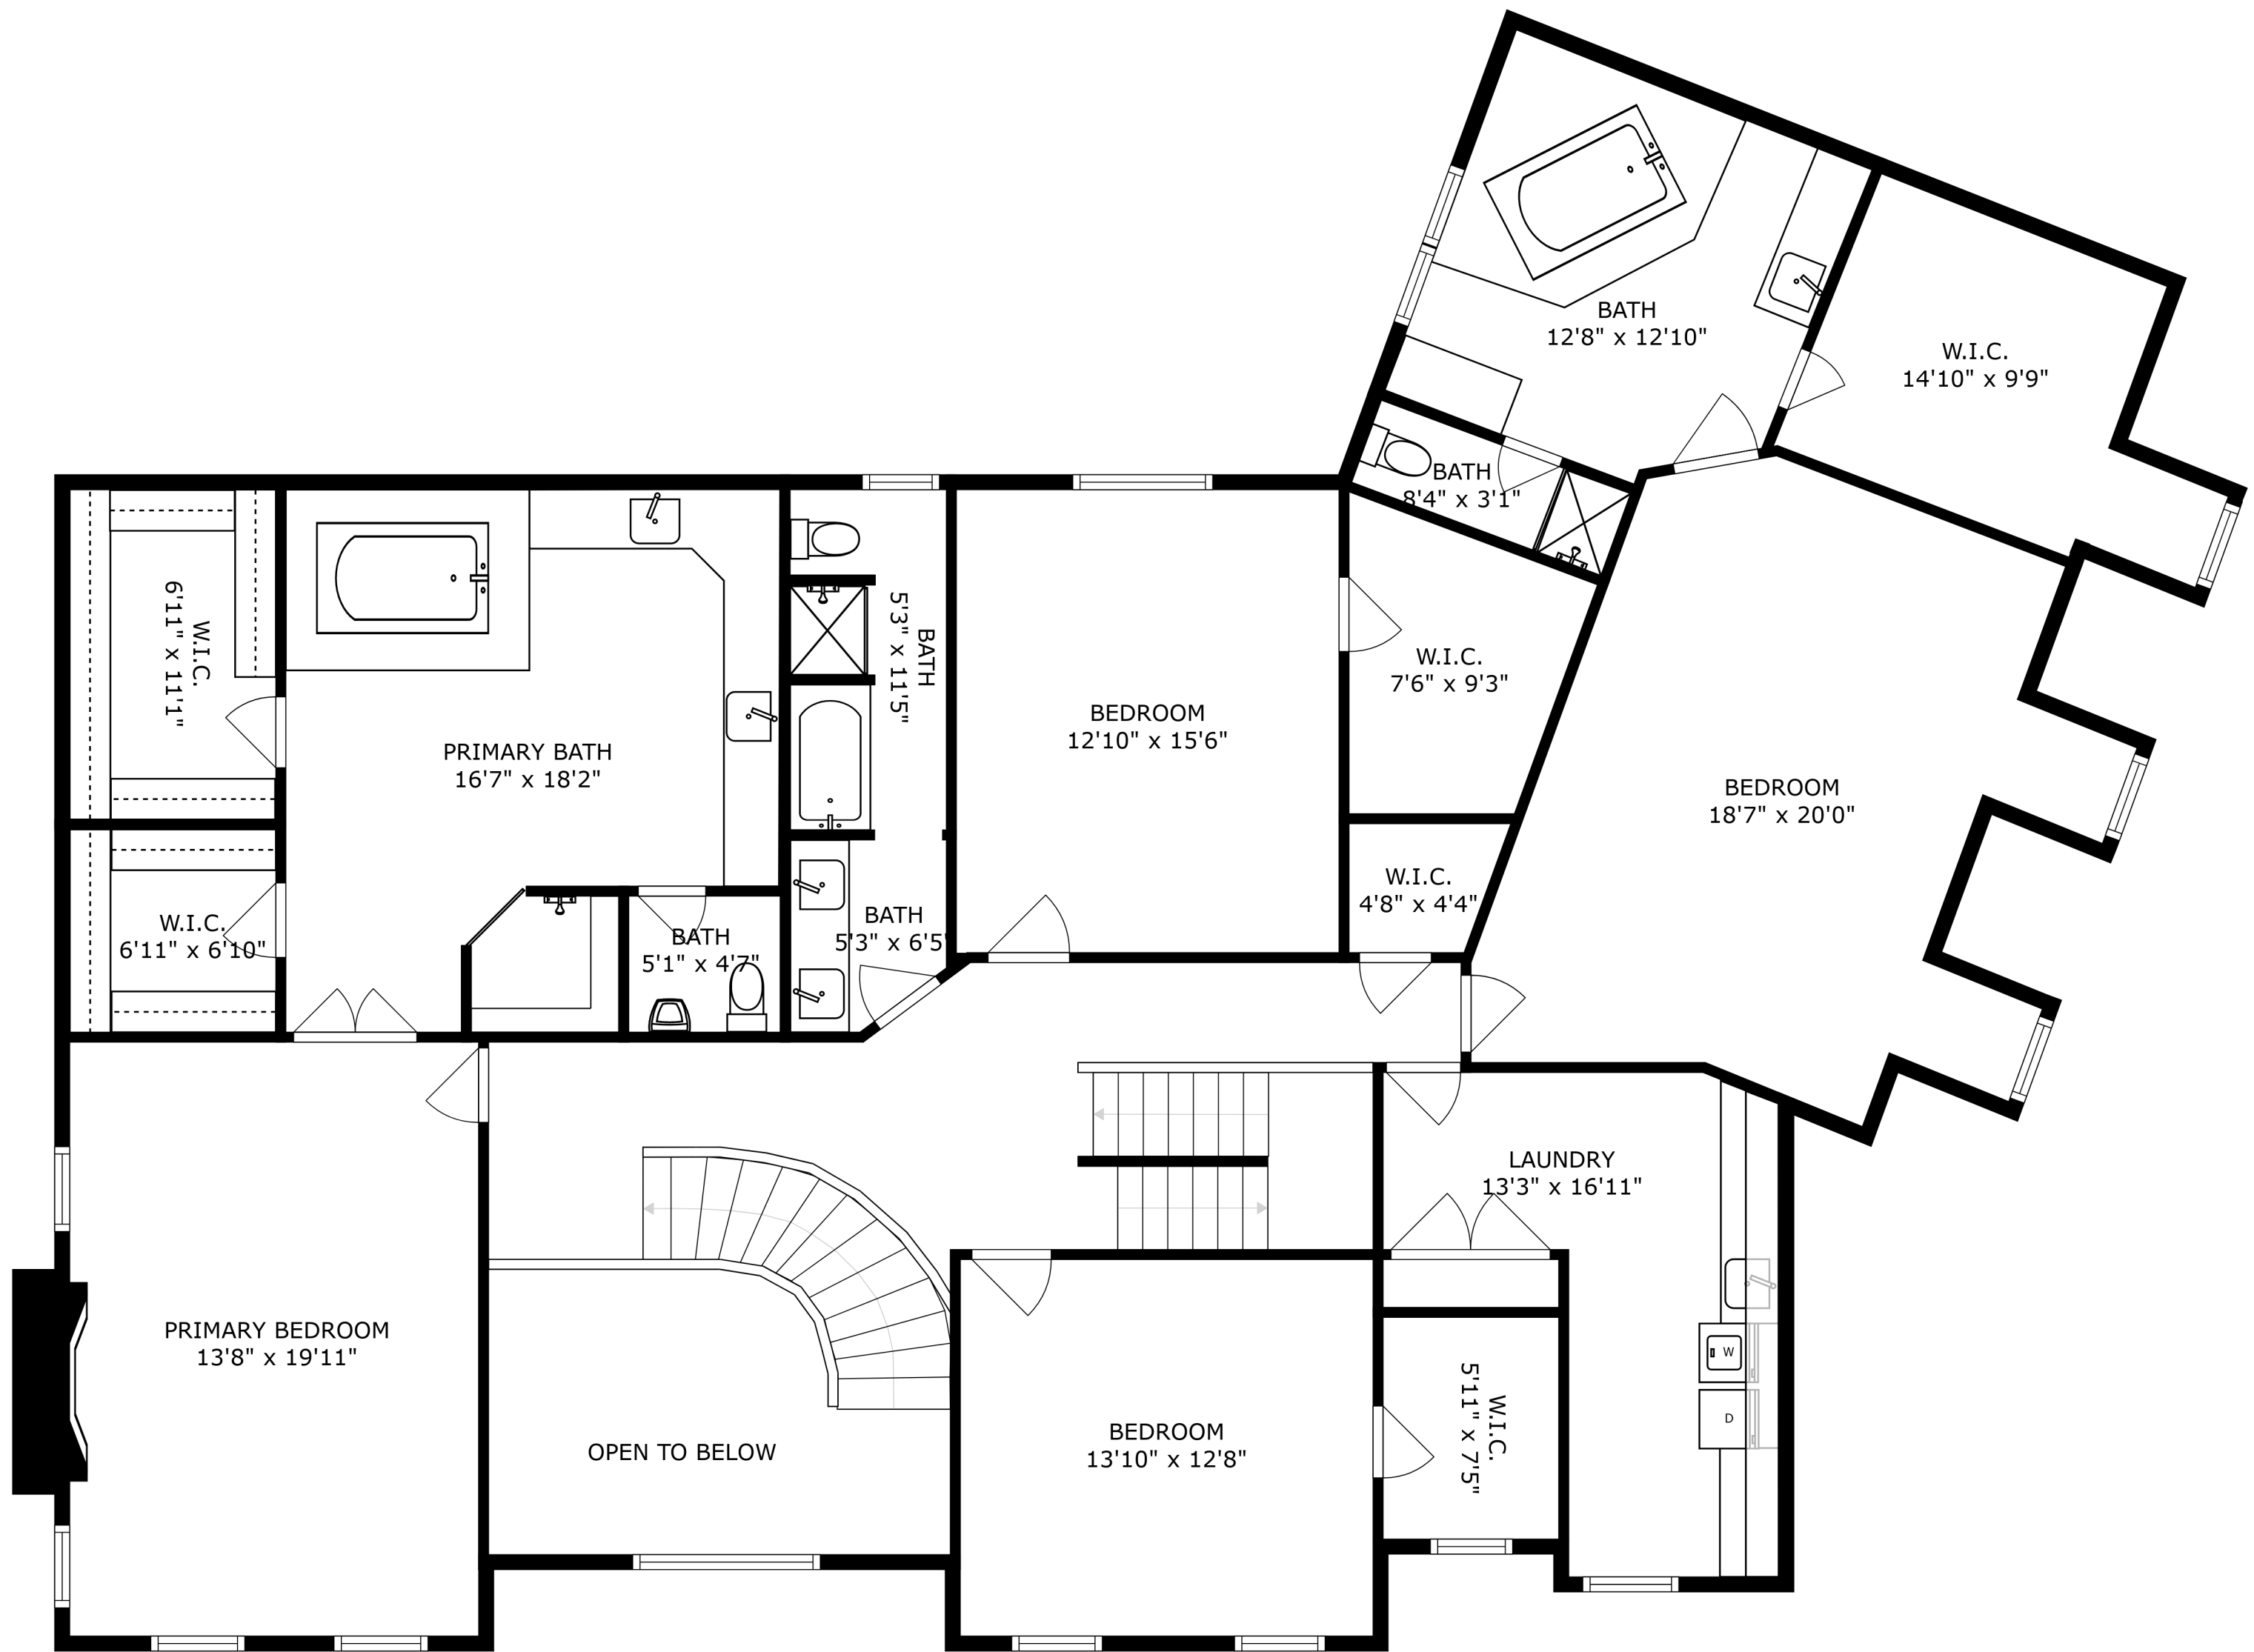 BATH
12'8" x 12'10"
W.I.C.
14'10" x 9'9"
BATH
8'4" x 3'1"
W.I.C.
6'11" x 11'1"
BATH
5'3" x 11'5"
W.I.C.
7'6" x 9'3"
BEDROOM
12'10" x 15'6"
PRIMARY BATH
16'7" x 18'2"
BEDROOM
18'7" x 20'0"
W.I.C.
4'8" x 4'4"
W.I.C.
6'11" x 6'10"
BATH
5'1" x 4'7"
BATH
5'3" x 6'5"
LAUNDRY
13'3" x 16'11"
PRIMARY BEDROOM
13'8" x 19'11"
W
D
OPEN TO BELOW
BEDROOM
13'10" x 12'8"
W.I.C.
5'11" x 7'5"